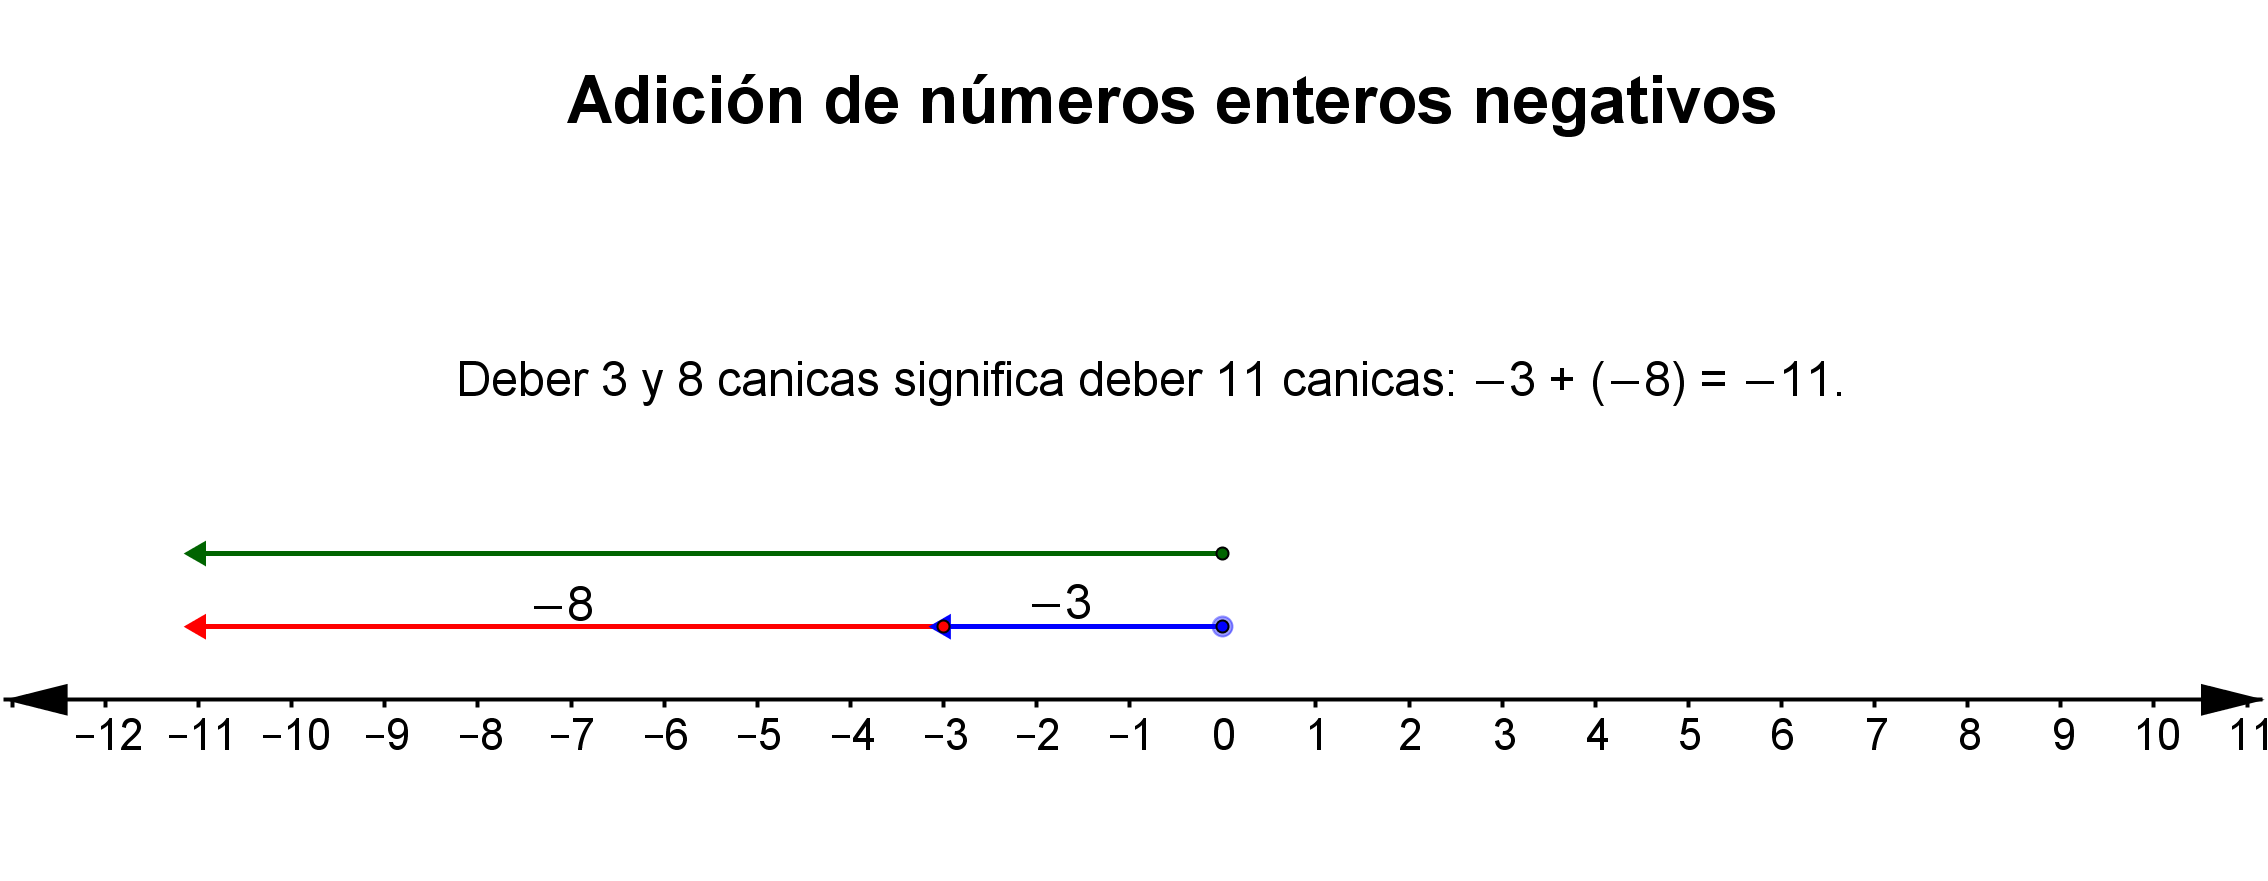 Adición de números enteros negativos
Deber 3 y 8 canicas significa deber 11 canicas: −3 + (−8) = −11.
−8 −3
−12 −11 −10 −9 −8 −7 −6 −5 −4 −3 −2 −1 0 1 2 3 4 5 6 7 8 9 10 11